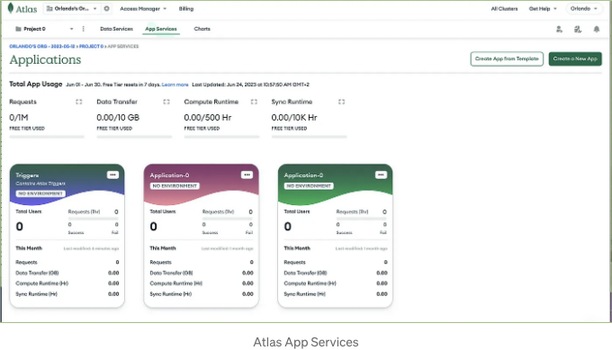 Atlas Orlando's Or... Access Manager Billing All Clusters Get Help Orlando
Project 0 Data Services App Services Charts
ORLANDO'S ORG - 2023-05-12 > PROJECT 0 > APP SERVICES
Applications
Create App from Template Create a New App
Total App Usage Jun 01 - Jun 30. Free Tier resets in 7 days. Learn more Last Updated: Jun 24, 2023 at 10:57:50 AM GMT+2
Requests Data Transfer Compute Runtime Sync Runtime
0/1M 0.00/10 GB 0.00/500 Hr 0.00/10K Hr
FREE TIER USED FREE TIER USED FREE TIER USED FREE TIER USED
Triggers Application-0 Application-0
Contains Atlas Triggers NO ENVIRONMENT NO ENVIRONMENT
NO ENVIRONMENT
Total Users Requests (1hr) 0 Total Users Requests (1hr) 0 Total Users Requests (1hr) 0
0 0 0 0 0 0 0 0 0
Success Fail Success Fail Success Fail
This Month Last modified: 4 minutes ago This Month Last modified: 1 month ago This Month Last modified: 1 month ago
Requests 0 Requests 0 Requests 0
Data Transfer (GB) 0.00 Data Transfer (GB) 0.00 Data Transfer (GB) 0.00
Compute Runtime (Hr) 0.00 Compute Runtime (Hr) 0.00 Compute Runtime (Hr) 0.00
Sync Runtime (Hr) 0.00 Sync Runtime (Hr) 0.00 Sync Runtime (Hr) 0.00
Atlas App Services